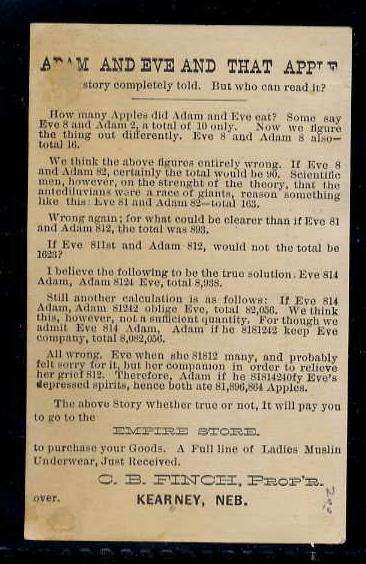 ADAM AND EVE AND THAT APPLE
story completely told. But who can read it?
How many Apples did Adam and Eve eat? Some say
Eve 8 and Adam 2, a total of 10 only. Now we figure
the thing out differently. Eve 8 and Adam 8 also—
total 16.
We think the above figures entirely wrong. If Eve 8
and Adam 82, certainly the total would be 90. Scientific
men, however, on the strenght of the theory, that the
antediluvians ware a race of giants, reason something
like this: Eve 81 and Adam 82—total 163.
Wrong again; for what could be clearer than if Eve 81
and Adam 812, the total was 893.
If Eve 811st and Adam 812, would not the total be
1623?
I believe the following to be the true solution. Eve 814
Adam, Adam 8124 Eve, total 8,938.
Still another calculation is as follows: If Eve 814
Adam, Adam 81242 oblige Eve, total 82,056. We think
this, however, not a sufficient quantity. For though we
admit Eve 814 Adam, Adam if he 8181242 keep Eve
company, total 8,082,056.
All wrong. Eve when she 81812 many, and probably
felt sorry for it, but her companion in order to relieve
her grief 812. Therefore, Adam if he 81814240fy Eve's
depressed spirits, hence both ate 81,896,864 Apples.
The above Story whether true or not, It will pay you
to go to the
EMPIRE STORE.
to purchase your Goods. A Full line of Ladies Muslin
Underwear, Just Received.
C. B. FINCH, PROP'R.
over. KEARNEY, NEB.